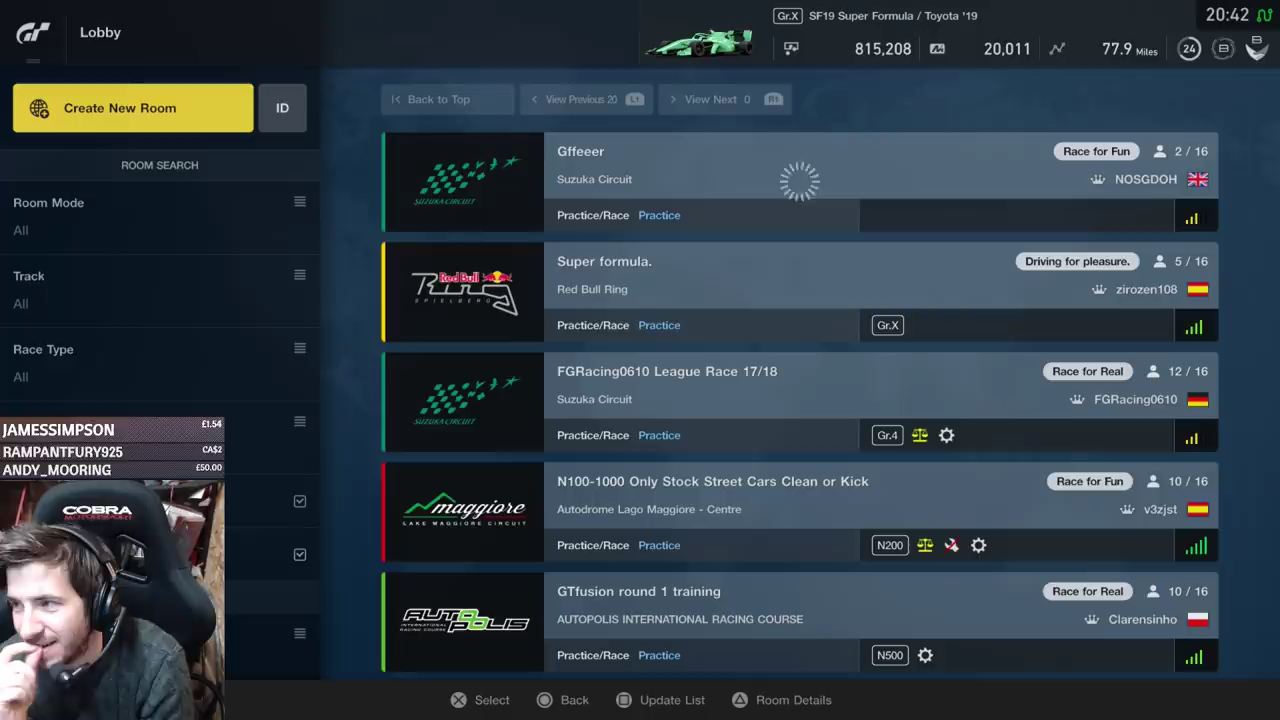 Lobby
Gr.X SF19 Super Formula / Toyota '19
20:42
815,208 20,011 77.9 Miles 24 B B
Create New Room ID
ROOM SEARCH
Room Mode
All
Track
All
Race Type
All
JAMESSIMPSON £1.54
RAMPANTFURY925 CA$2
ANDY_MOORING £50.00
COBRA
Back to Top View Previous 20 L1 View Next 0 R1
SUZUKA CIRCUIT
Gffeeer Race for Fun 2 / 16
Suzuka Circuit NOSGDOH
Practice/Race Practice
Red Bull Ring
SPIELBERG
Super formula. Driving for pleasure. 5 / 16
Red Bull Ring zirozen108
Practice/Race Practice Gr.X
SUZUKA CIRCUIT
FGRacing0610 League Race 17/18 Race for Real 12 / 16
Suzuka Circuit FGRacing0610
Practice/Race Practice Gr.4
maggiore
LAKE MAGGIORE CIRCUIT
N100-1000 Only Stock Street Cars Clean or Kick Race for Fun 10 / 16
Autodrome Lago Maggiore - Centre v3zjst
Practice/Race Practice N200
AUTOPOLIS
INTERNATIONAL RACING COURSE
GTfusion round 1 training Race for Real 10 / 16
AUTOPOLIS INTERNATIONAL RACING COURSE Clarensinho
Practice/Race Practice N500
Select Back Update List Room Details